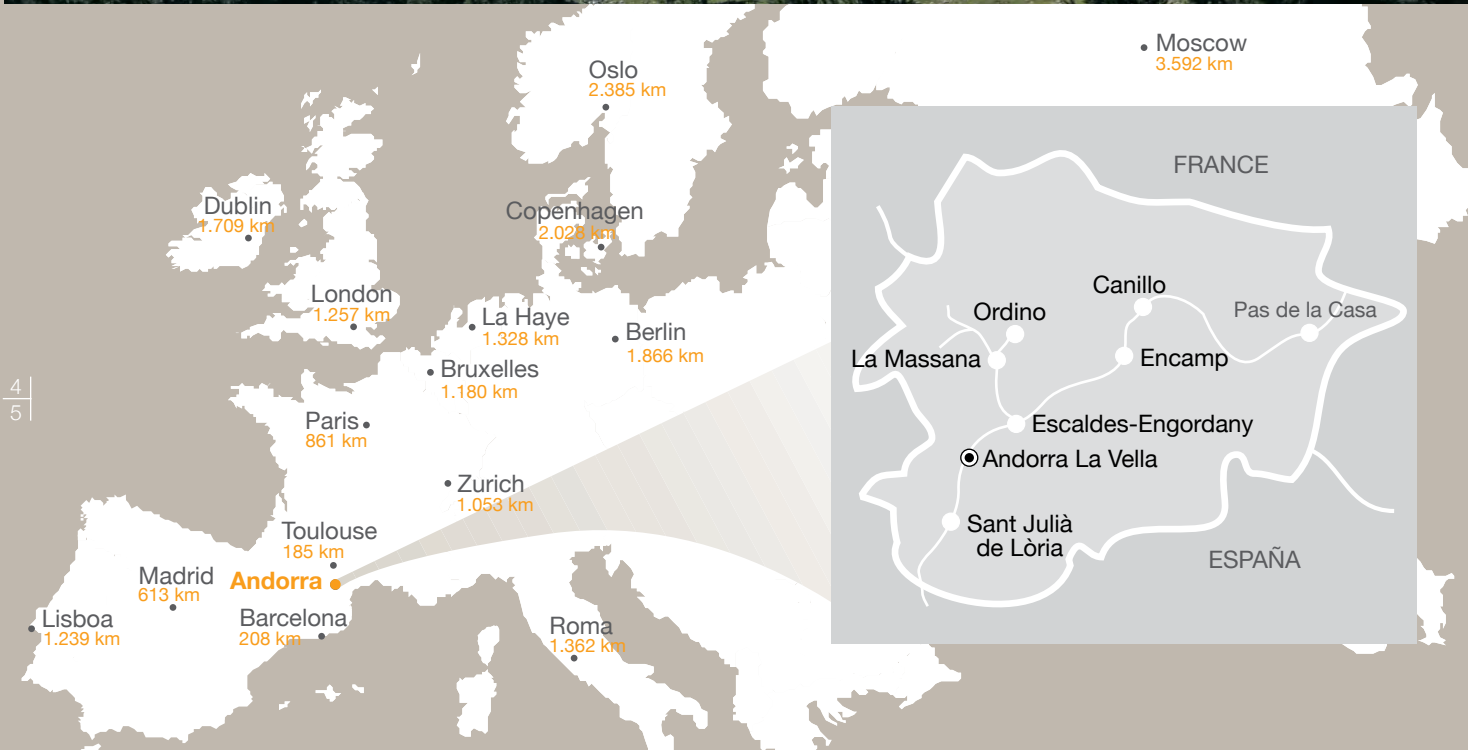 Moscow
3.592 km
Oslo
2.385 km
Dublin
1.709 km
Copenhagen
2.028 km
London
1.257 km
La Haye
1.328 km
Berlin
1.866 km
Bruxelles
1.180 km
4
5
Paris
861 km
Zurich
1.053 km
Toulouse
185 km
Andorra
Madrid
613 km
Lisboa
1.239 km
Barcelona
208 km
Roma
1.362 km
FRANCE
Canillo
Ordino
Pas de la Casa
La Massana
Encamp
Escaldes-Engordany
Andorra La Vella
Sant Julià
de Lòria
ESPAÑA